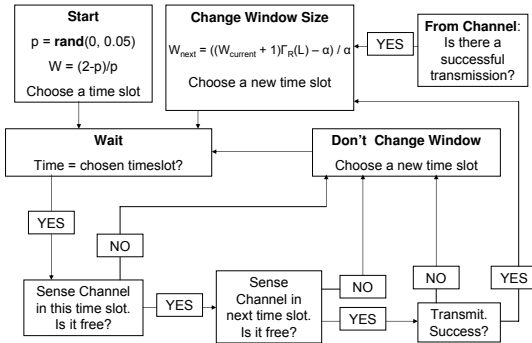 Start
p = rand(0, 0.05)
W = (2-p)/p
Choose a time slot
Change Window Size
W_next = ((W_current + 1)Γ_R(L) – α) / α
Choose a new time slot
YES
From Channel:
Is there a
successful
transmission?
Wait
Time = chosen timeslot?
Don't Change Window
Choose a new time slot
YES
NO
NO
NO
YES
Sense Channel
in this time slot.
Is it free?
YES
Sense
Channel in
next time slot.
Is it free?
YES
Transmit.
Success?